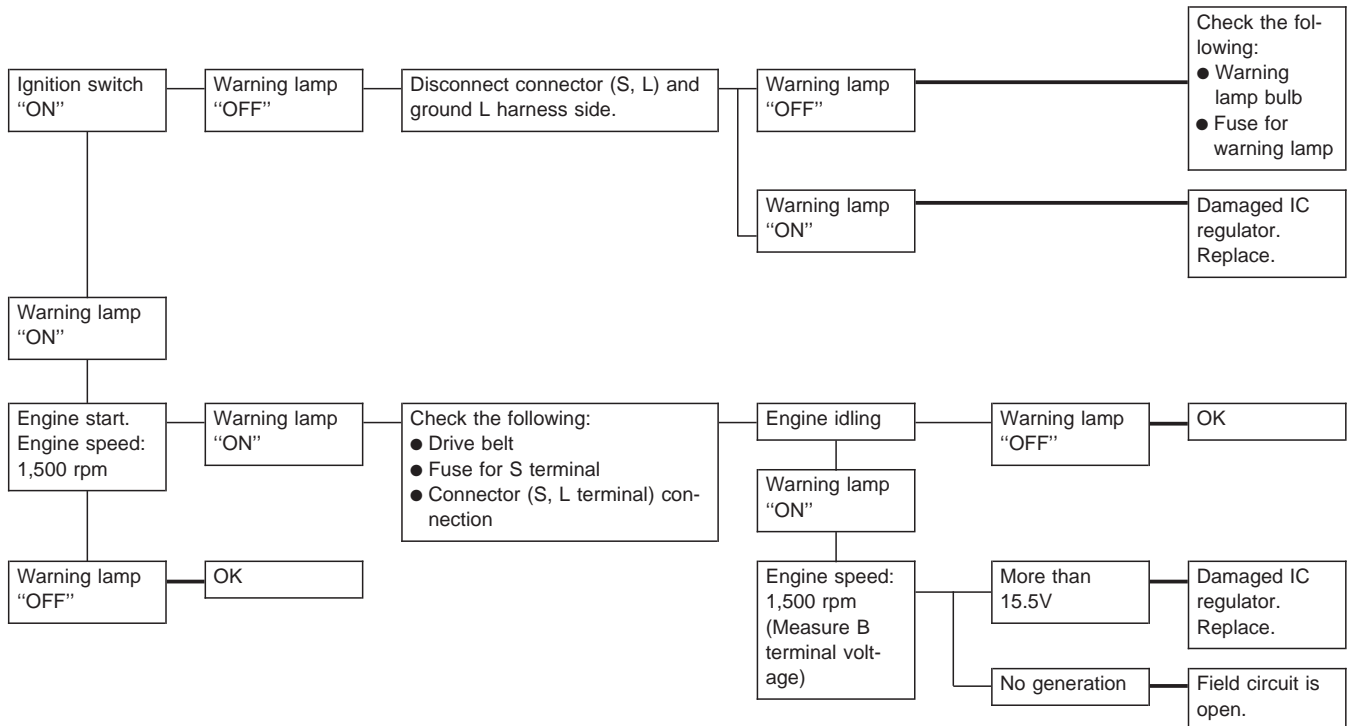 Check the fol-
lowing:
● Warning
lamp bulb
● Fuse for
warning lamp
Ignition switch
‘‘ON’’
Warning lamp
‘‘OFF’’
Disconnect connector (S, L) and
ground L harness side.
Warning lamp
‘‘OFF’’
Warning lamp
‘‘ON’’
Damaged IC
regulator.
Replace.
Warning lamp
‘‘ON’’
Engine start.
Engine speed:
1,500 rpm
Warning lamp
‘‘ON’’
Check the following:
● Drive belt
● Fuse for S terminal
● Connector (S, L terminal) con-
nection
Engine idling
Warning lamp
‘‘OFF’’
OK
Warning lamp
‘‘ON’’
Warning lamp
‘‘OFF’’
OK
Engine speed:
1,500 rpm
(Measure B
terminal volt-
age)
More than
15.5V
Damaged IC
regulator.
Replace.
No generation
Field circuit is
open.